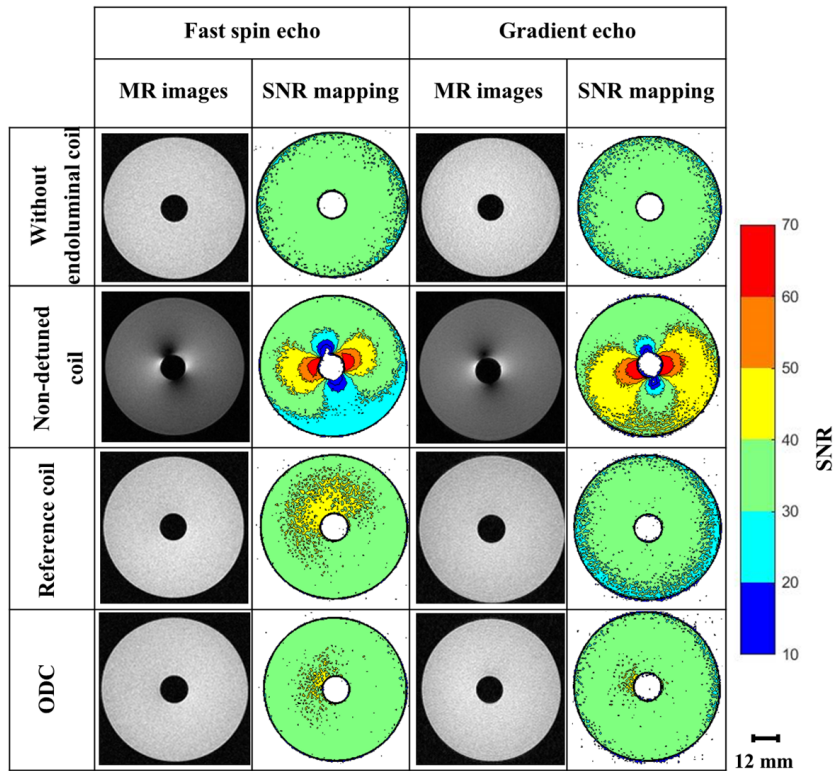 Fast spin echo
Gradient echo
MR images
SNR mapping
MR images
SNR mapping
Without
endoluminal coil
Non-detuned
coil
Reference coil
ODC
70
60
50
40
30
20
10
SNR
12 mm